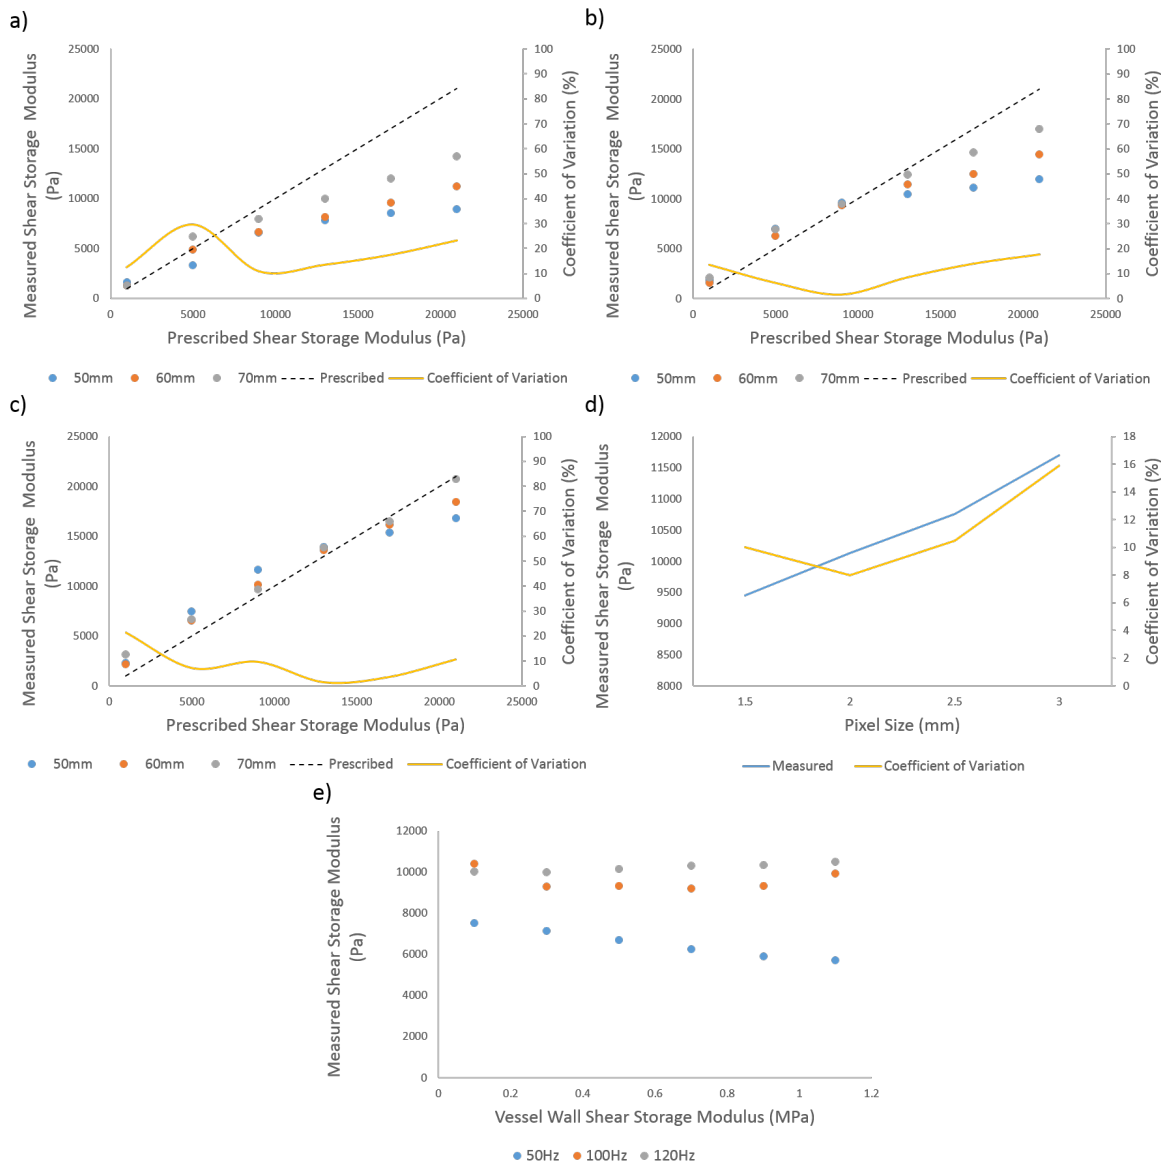 a)
Measured Shear Storage Modulus
(Pa)
25000
20000
15000
10000
5000
0
0 5000 10000 15000 20000 25000
100
90
80
70
60
50
40
30
20
10
0
Coefficient of Variation (%)
Prescribed Shear Storage Modulus (Pa)
50mm 60mm 70mm Prescribed Coefficient of Variation
b)
Measured Shear Storage Modulus
(Pa)
25000
20000
15000
10000
5000
0
0 5000 10000 15000 20000 25000
100
90
80
70
60
50
40
30
20
10
0
Coefficient of Variation (%)
Prescribed Shear Storage Modulus (Pa)
50mm 60mm 70mm Prescribed Coefficient of Variation
c)
Measured Shear Storage Modulus
(Pa)
25000
20000
15000
10000
5000
0
0 5000 10000 15000 20000 25000
100
90
80
70
60
50
40
30
20
10
0
Coefficient of Variation (%)
Prescribed Shear Storage Modulus (Pa)
50mm 60mm 70mm Prescribed Coefficient of Variation
d)
Measured Shear Storage Modulus
(Pa)
12000
11500
11000
10500
10000
9500
9000
8500
8000
1.5 2 2.5 3
18
16
14
12
10
8
6
4
2
0
Coefficient of Variation (%)
Pixel Size (mm)
Measured Coefficient of Variation
e)
Measured Shear Storage Modulus
(Pa)
12000
10000
8000
6000
4000
2000
0
0 0.2 0.4 0.6 0.8 1 1.2
Vessel Wall Shear Storage Modulus (MPa)
50Hz 100Hz 120Hz